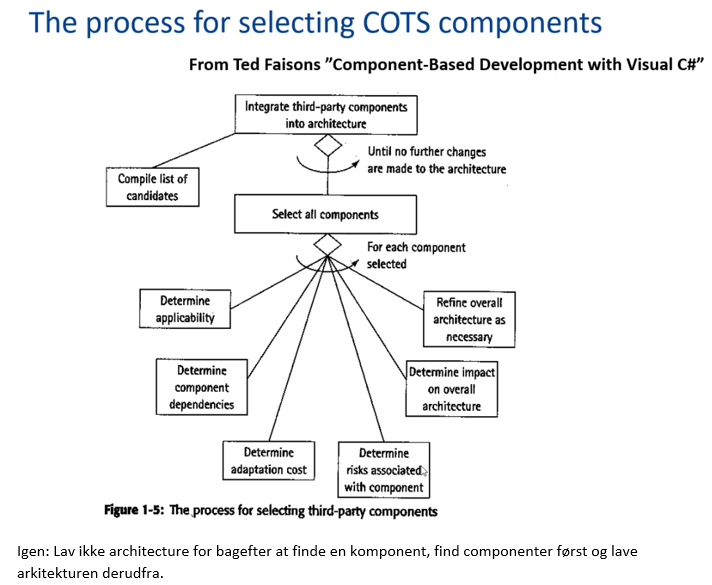 The process for selecting COTS components
From Ted Faisons ”Component-Based Development with Visual C#”
Integrate third-party components
into architecture
Until no further changes
are made to the architecture
Compile list of
candidates
Select all components
For each component
selected
Determine
applicability
Refine overall
architecture as
necessary
Determine
component
dependencies
Determine impact
on overall
architecture
Determine
adaptation cost
Determine
risks associated
with component
Figure 1-5: The process for selecting third-party components
Igen: Lav ikke architecture for bagefter at finde en komponent, find componenter først og lave
arkitekturen derudfra.